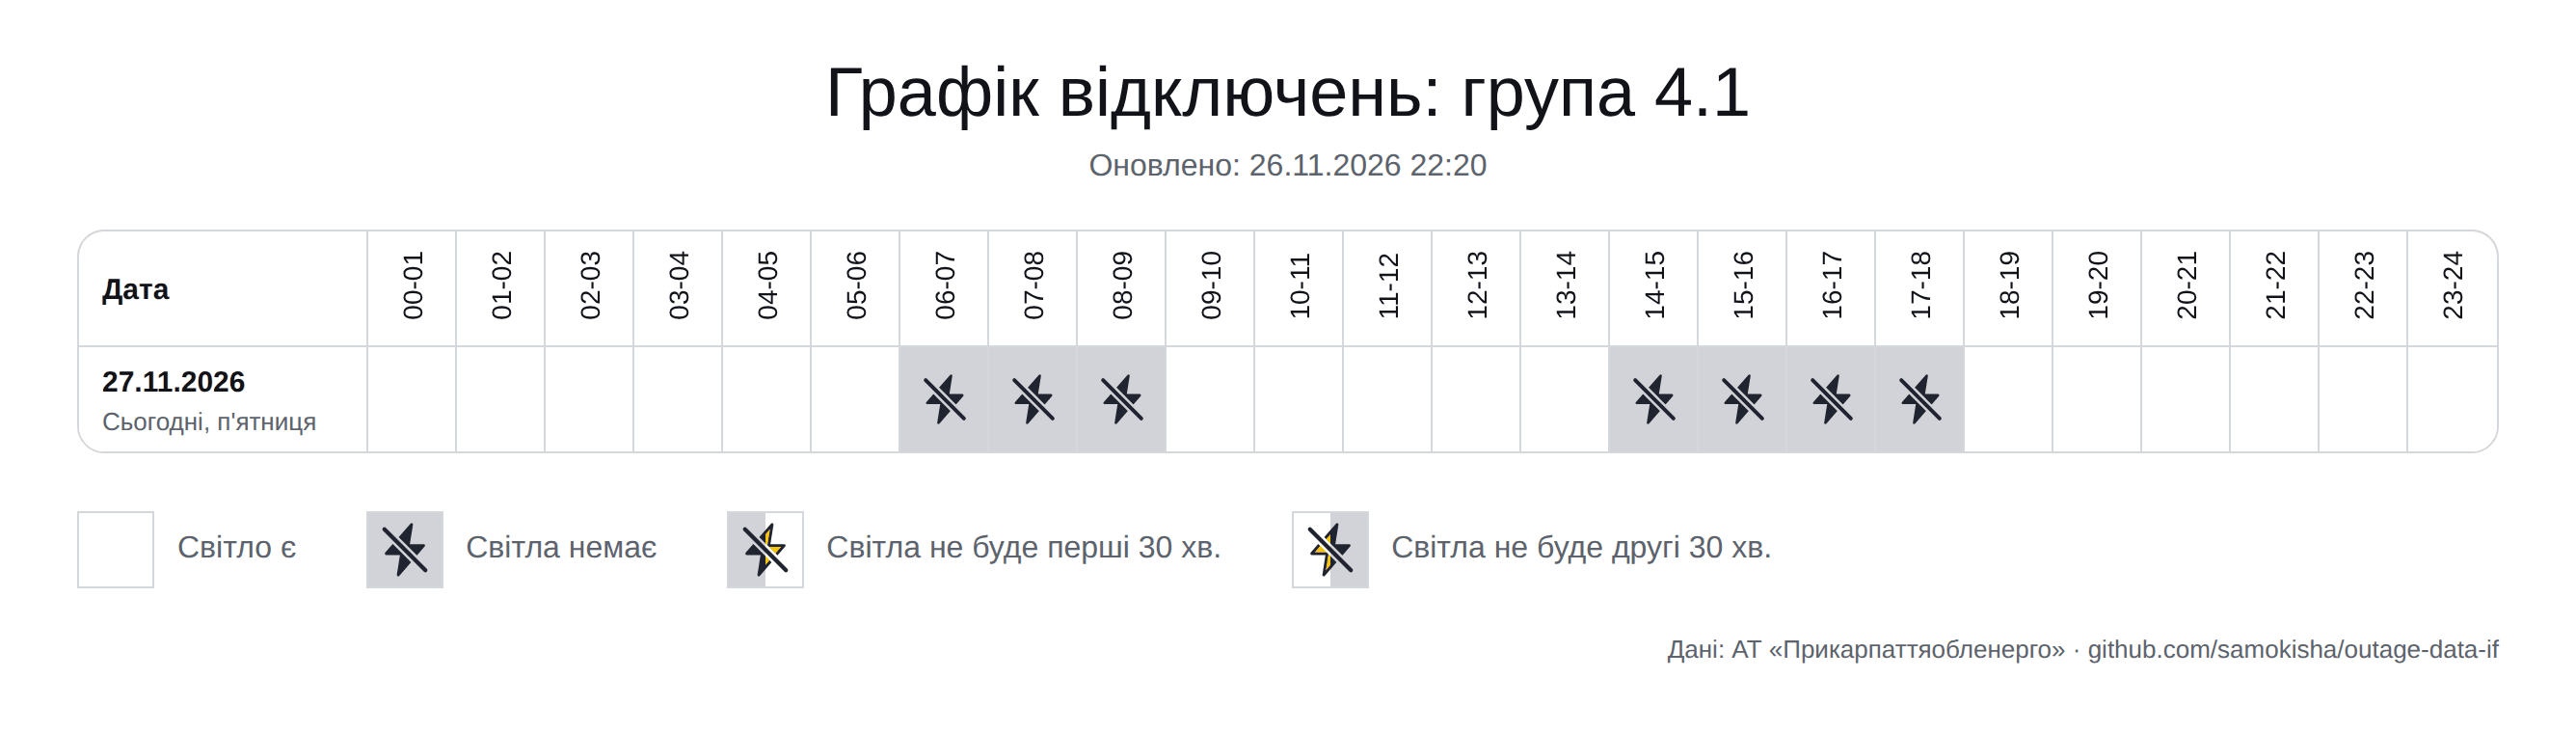 Графік відключень: група 4.1
Оновлено: 26.11.2026 22:20
Дата 00-01 01-02 02-03 03-04 04-05 05-06 06-07 07-08 08-09 09-10 10-11 11-12 12-13 13-14 14-15 15-16 16-17 17-18 18-19 19-20 20-21 21-22 22-23 23-24
27.11.2026
Сьогодні, п'ятниця
Світло є Світла немає Світла не буде перші 30 хв. Світла не буде другі 30 хв.
Дані: АТ «Прикарпаттяобленерго» · github.com/samokisha/outage-data-if